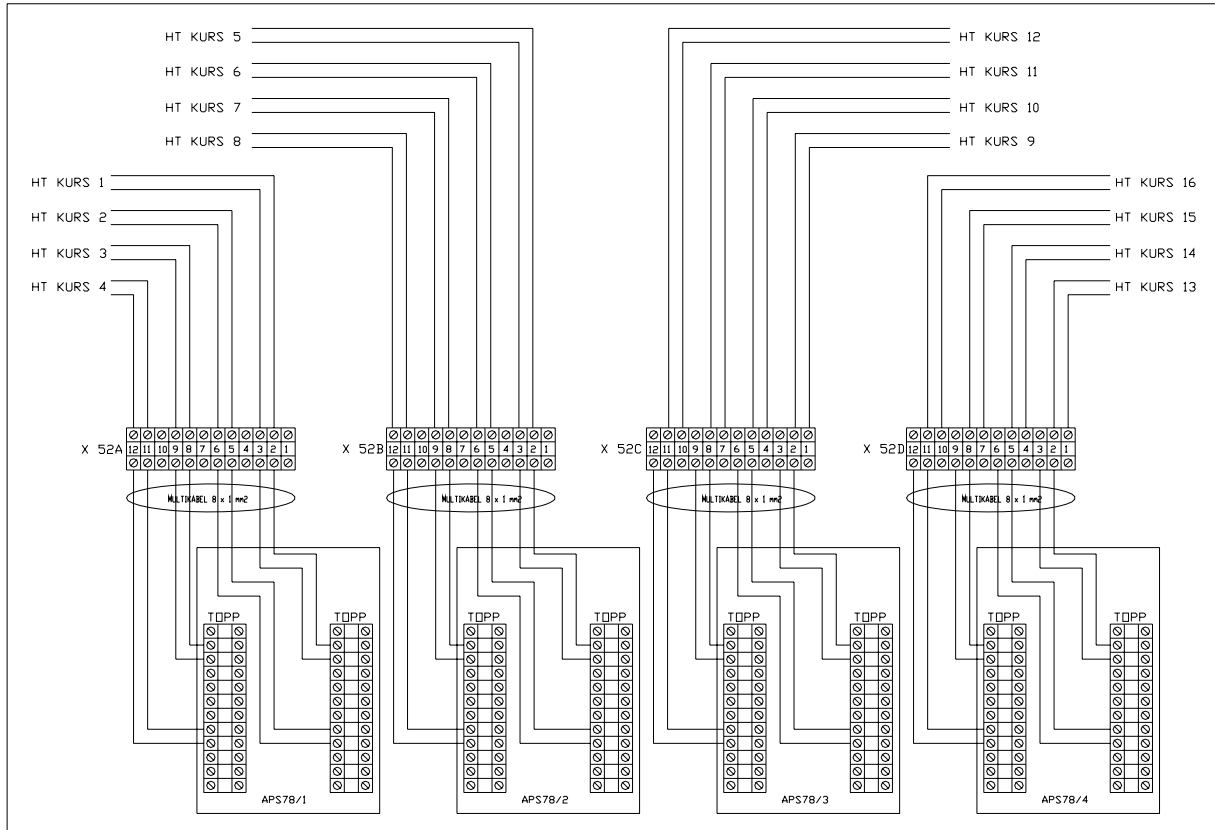 HT KURS 5
HT KURS 6
HT KURS 7
HT KURS 8
HT KURS 12
HT KURS 11
HT KURS 10
HT KURS 9
HT KURS 1
HT KURS 2
HT KURS 3
HT KURS 4
HT KURS 16
HT KURS 15
HT KURS 14
HT KURS 13
X 52A 12 11 10 9 8 7 6 5 4 3 2 1
X 52B 12 11 10 9 8 7 6 5 4 3 2 1
X 52C 12 11 10 9 8 7 6 5 4 3 2 1
X 52D 12 11 10 9 8 7 6 5 4 3 2 1
MULTIKABEL 8 x 1 mm2
MULTIKABEL 8 x 1 mm2
MULTIKABEL 8 x 1 mm2
MULTIKABEL 8 x 1 mm2
TOPP TOPP
TOPP TOPP
TOPP TOPP
TOPP TOPP
APS78/1
APS78/2
APS78/3
APS78/4